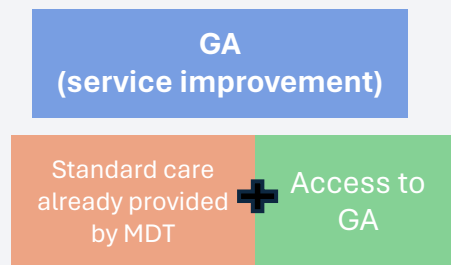 GA
(service improvement)
Standard care
already provided
by MDT
Access to
GA